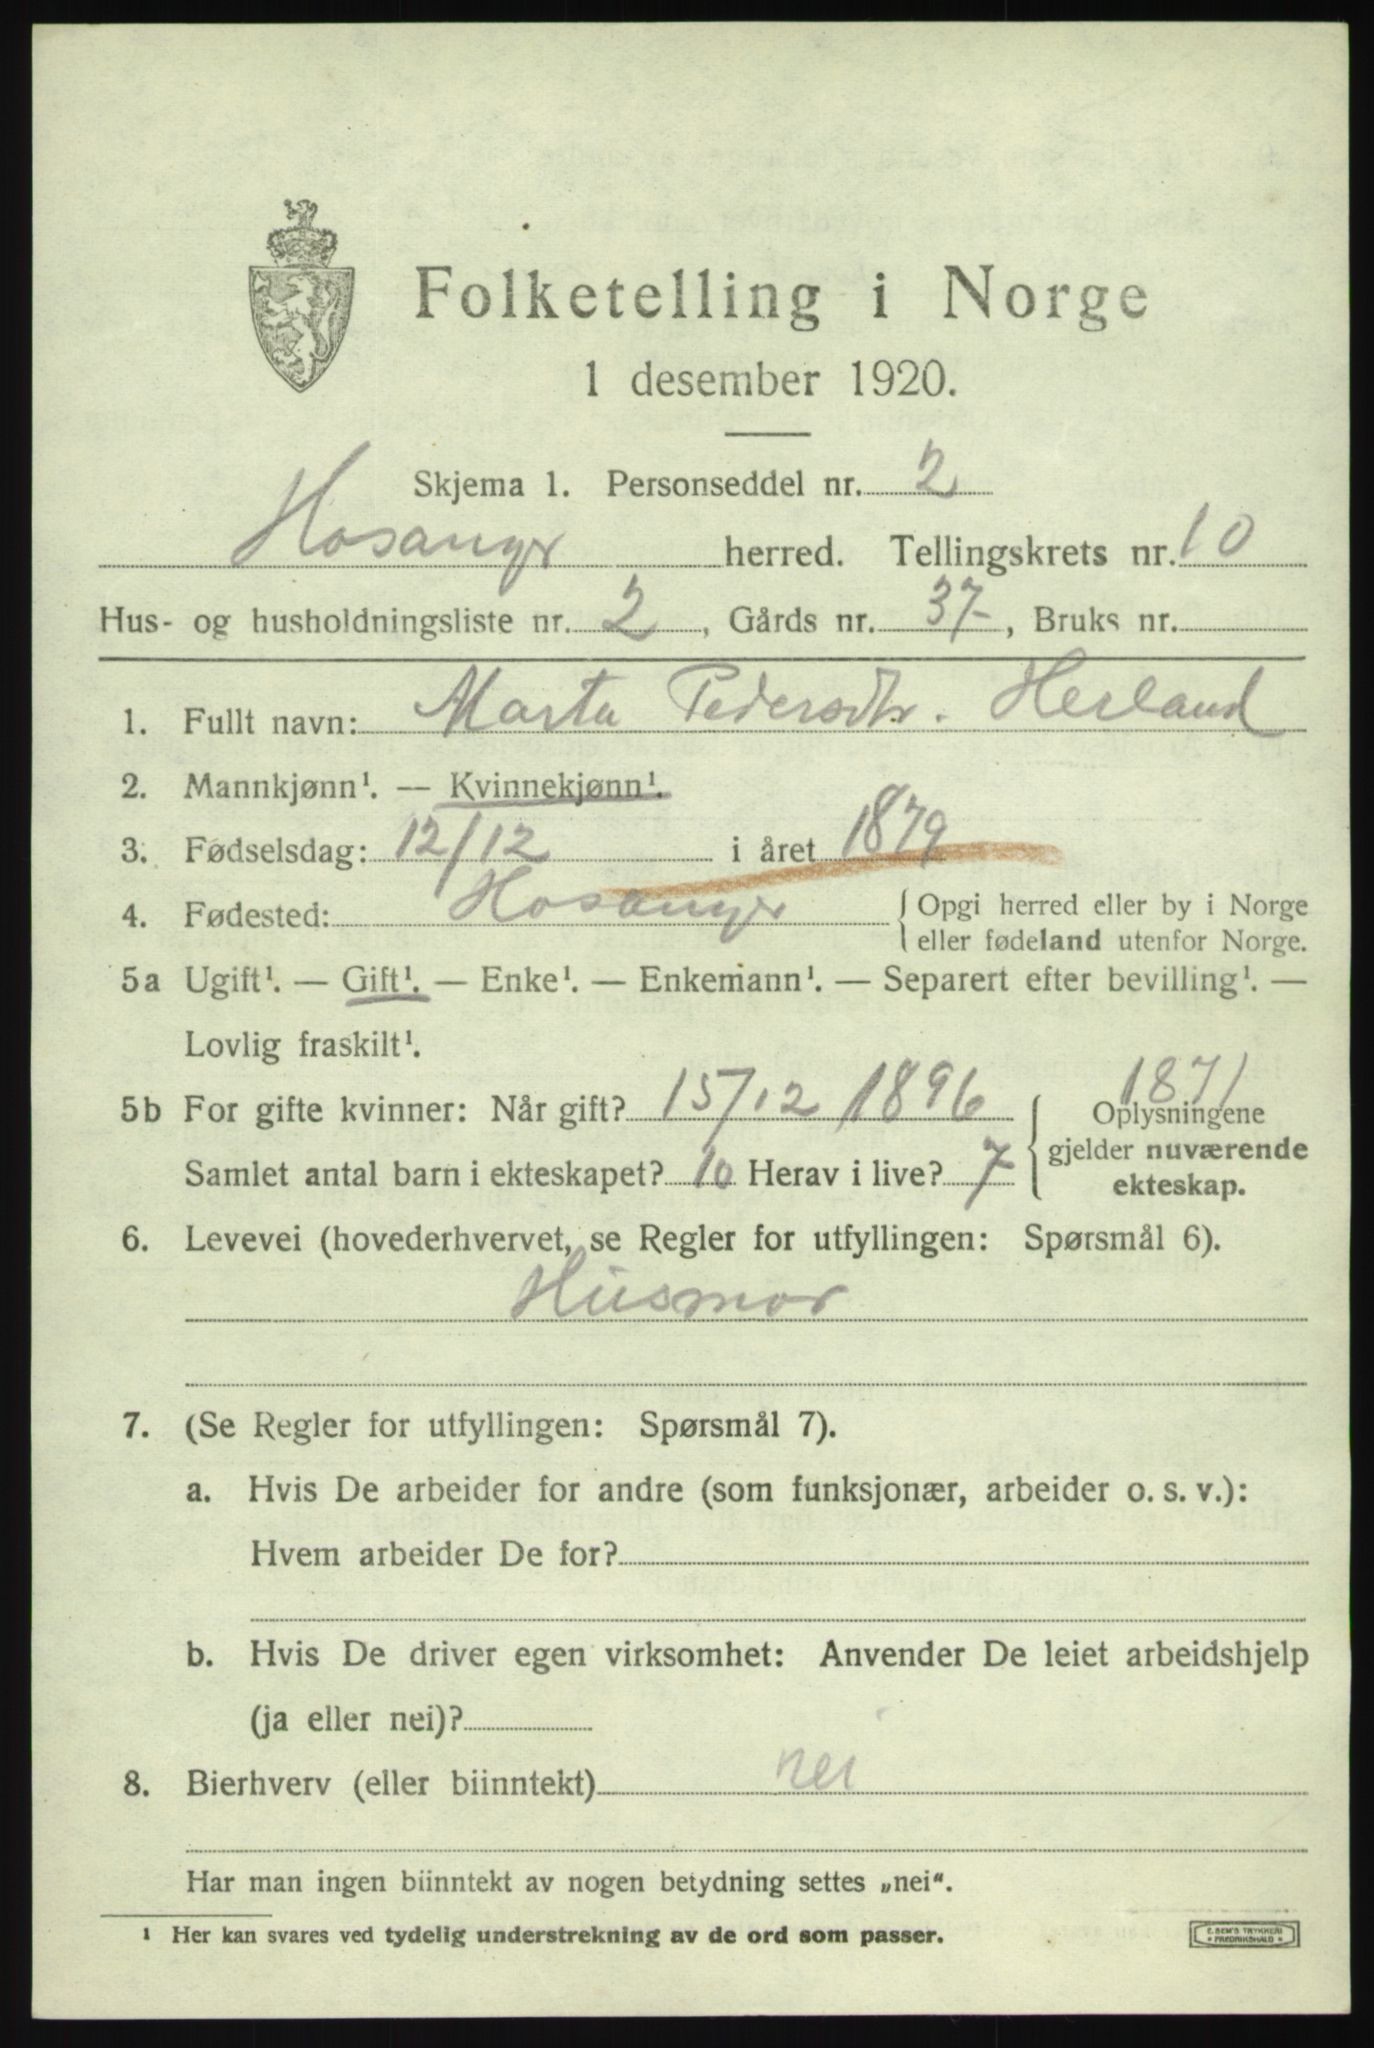 Folketelling i Norge
1 desember 1920.
Skjema 1. Personseddel nr. 2
Hosanger herred. Tellingskrets nr. 10
Hus- og husholdningsliste nr. 2, Gårds nr. 37-, Bruks nr.
1. Fullt navn: Marta Pedersdtr. Herland
2. Mannkjønn¹. — Kvinnekjønn¹.
3. Fødselsdag: 12/12 i året 1879
4. Fødested: Hosanger { Opgi herred eller by i Norge
eller fødeland utenfor Norge.
5a Ugift¹. — Gift¹. — Enke¹. — Enkemann¹. — Separert efter bevilling¹. —
Lovlig fraskilt¹.
1871
5b For gifte kvinner: Når gift? 15/12 1896 { Oplysningene
gjelder nuværende
ekteskap.
Samlet antal barn i ekteskapet? 10 Herav i live? 7
6. Levevei (hovederhvervet, se Regler for utfyllingen: Spørsmål 6).
Husmor
7. (Se Regler for utfyllingen: Spørsmål 7).
a. Hvis De arbeider for andre (som funksjonær, arbeider o. s. v.):
Hvem arbeider De for?
b. Hvis De driver egen virksomhet: Anvender De leiet arbeidshjelp
(ja eller nei)?
8. Bierhverv (eller biinntekt) nei
Har man ingen biinntekt av nogen betydning settes „nei“.
¹ Her kan svares ved tydelig understrekning av de ord som passer.
E. SEM'S TRYKKERI
* FREDRIKSHALD *